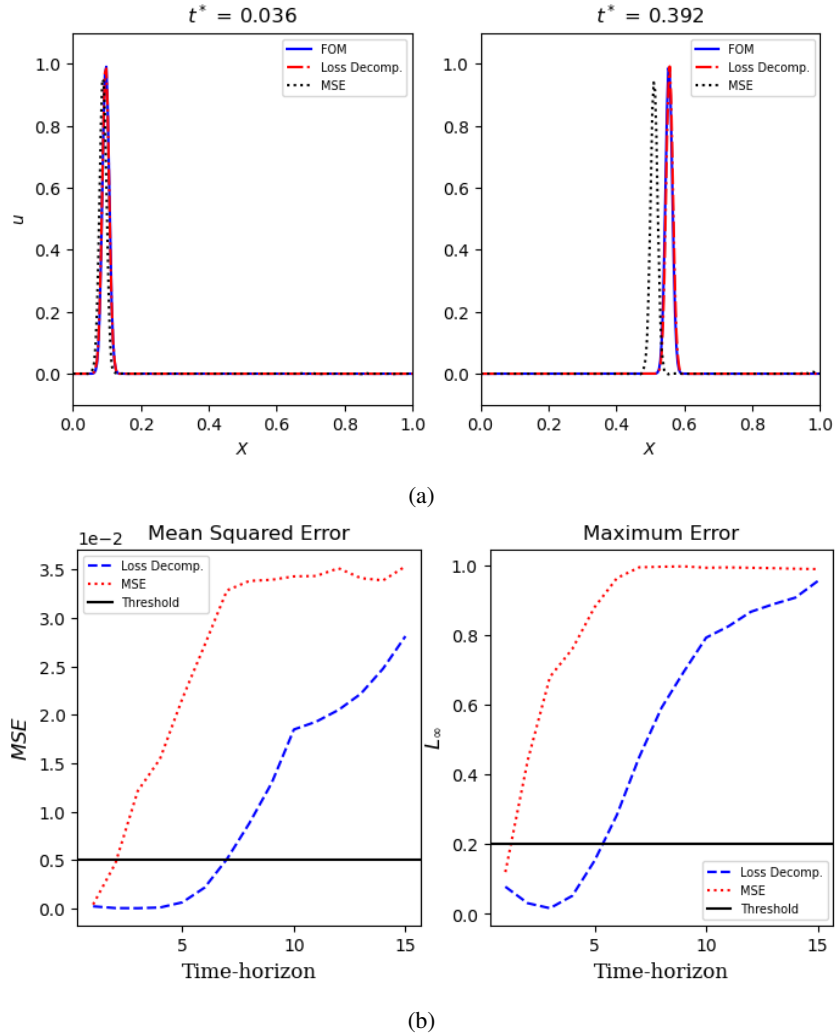 t* = 0.036
1.0
0.8
0.6
0.4
0.2
0.0
u
FOM
Loss Decomp.
MSE
0.0 0.2 0.4 0.6 0.8 1.0
X
t* = 0.392
1.0
0.8
0.6
0.4
0.2
0.0
FOM
Loss Decomp.
MSE
0.0 0.2 0.4 0.6 0.8 1.0
X
(a)
Mean Squared Error
1e−2
3.5
3.0
2.5
2.0
1.5
1.0
0.5
0.0
MSE
Loss Decomp.
MSE
Threshold
5 10 15
Time-horizon
Maximum Error
1.0
0.8
0.6
0.4
0.2
0.0
L∞
Loss Decomp.
MSE
Threshold
5 10 15
Time-horizon
(b)